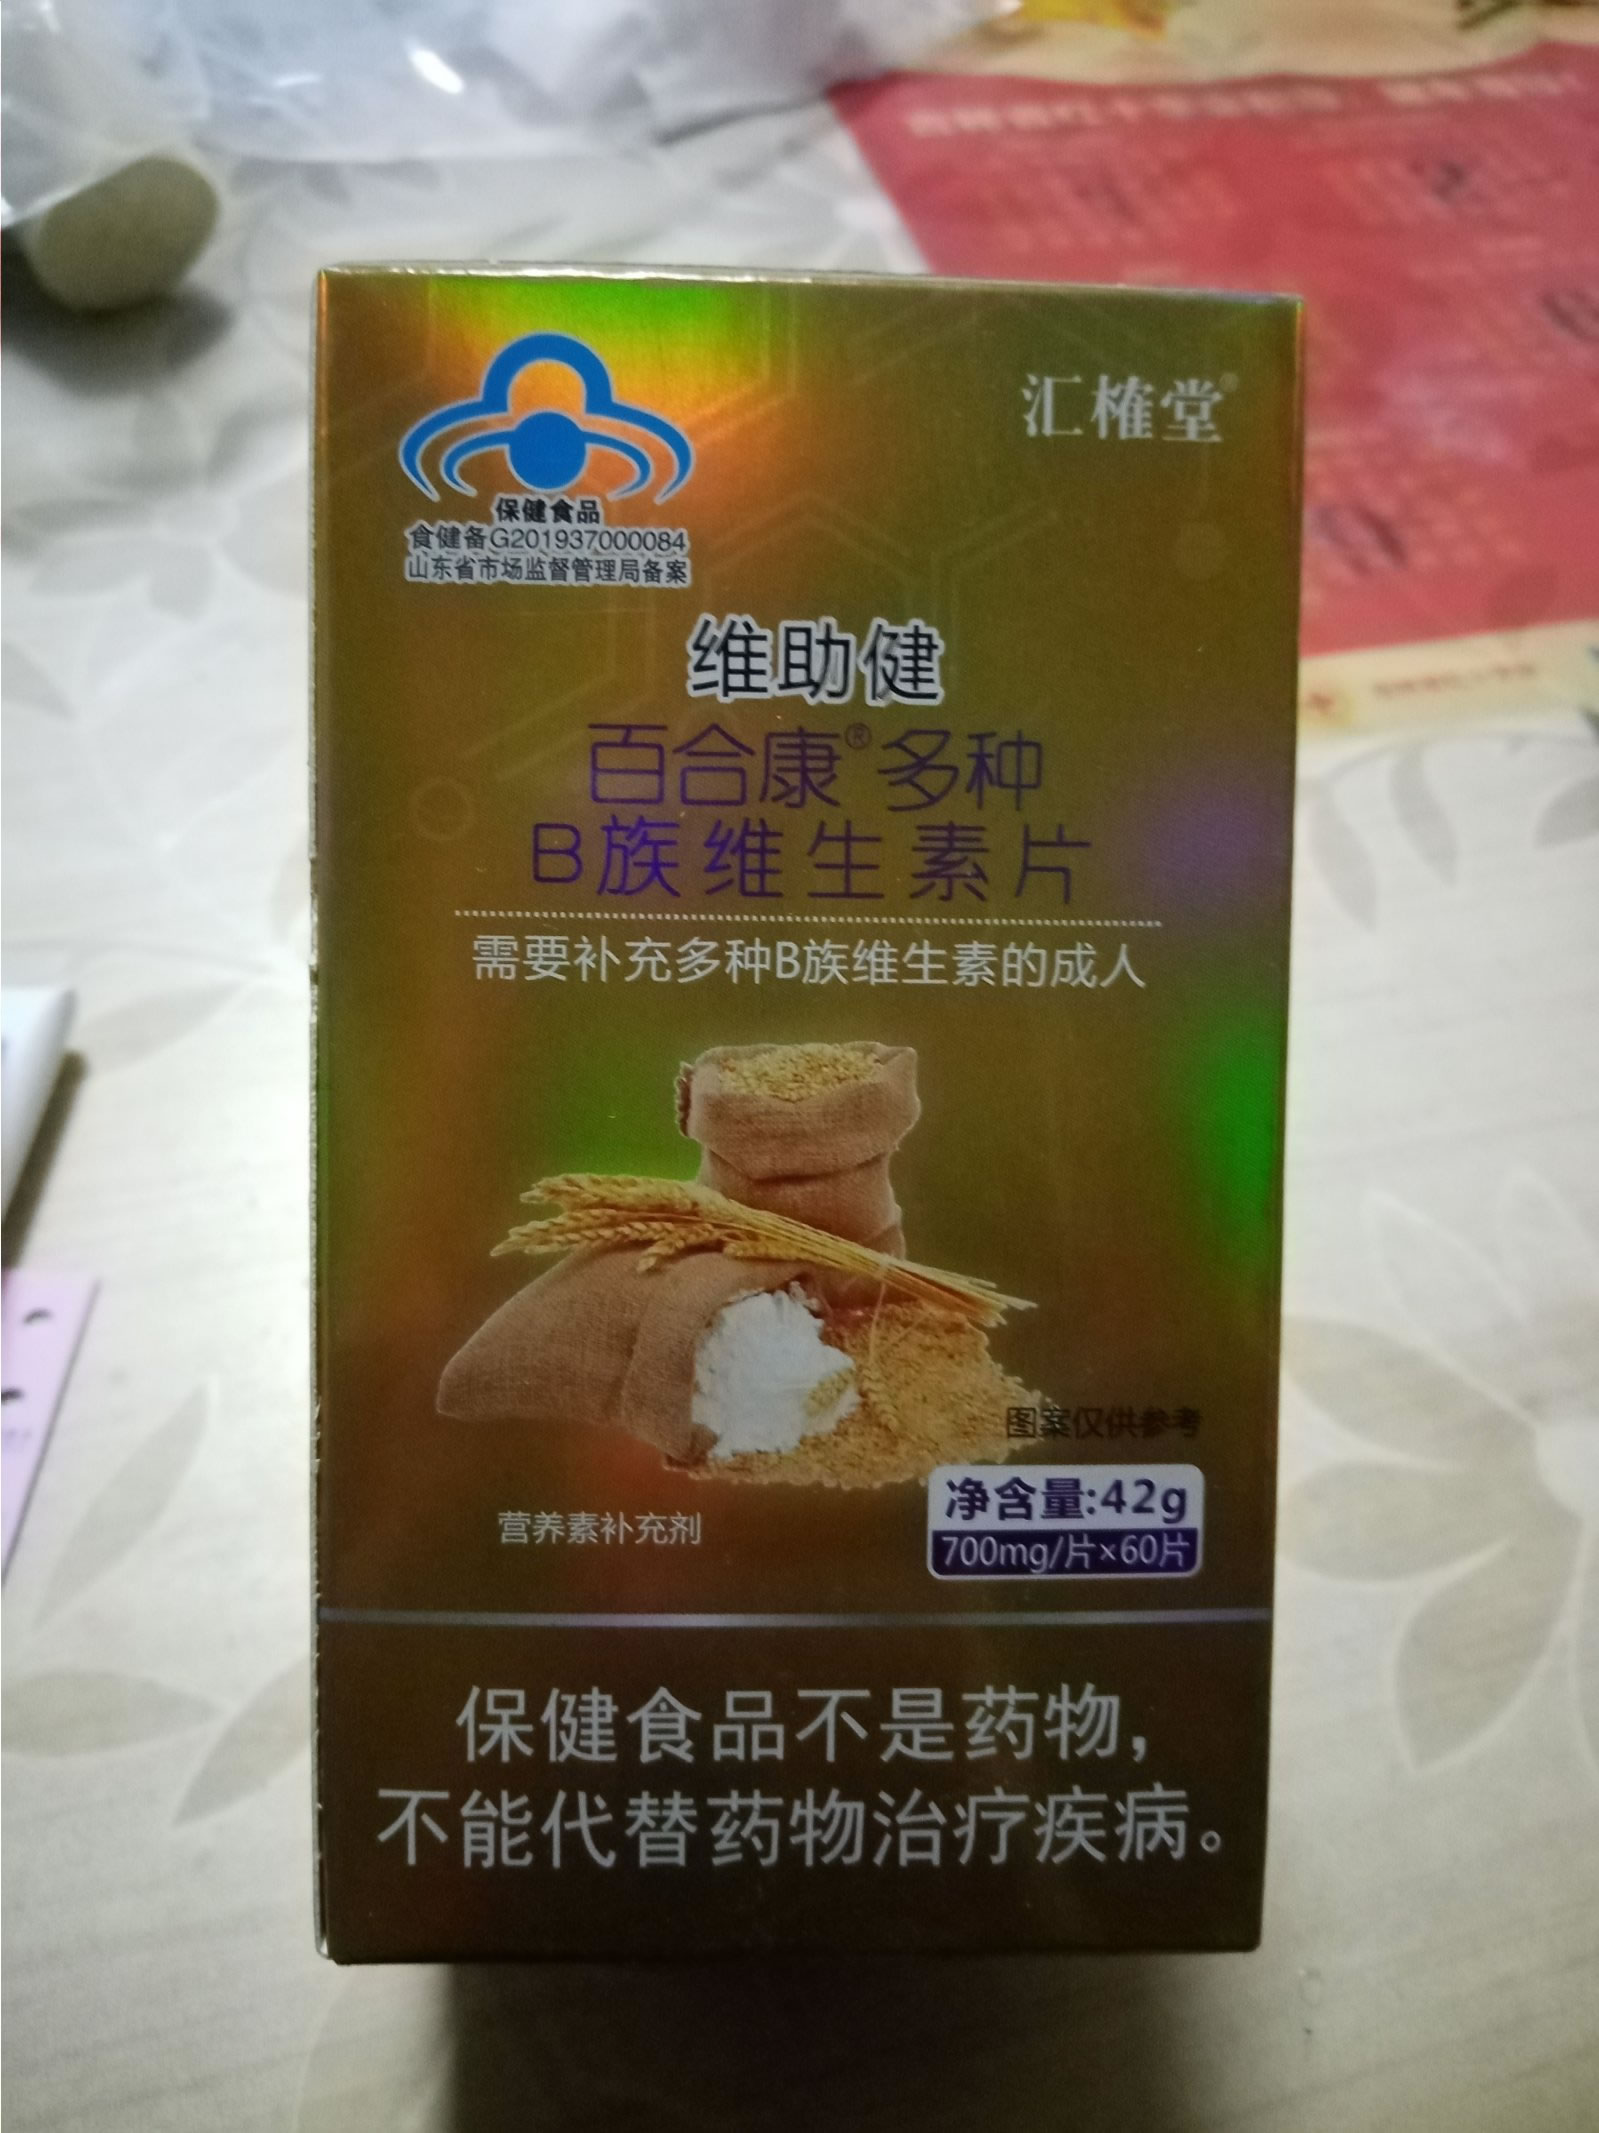 汇榷堂®
保健食品
食健备G201937000084
山东省市场监督管理局备案
维助健
百合康®多种
B族维生素片
需要补充多种B族维生素的成人
图案仅供参考
净含量:42g
营养素补充剂
700mg/片×60片
保健食品不是药物,
不能代替药物治疗疾病。